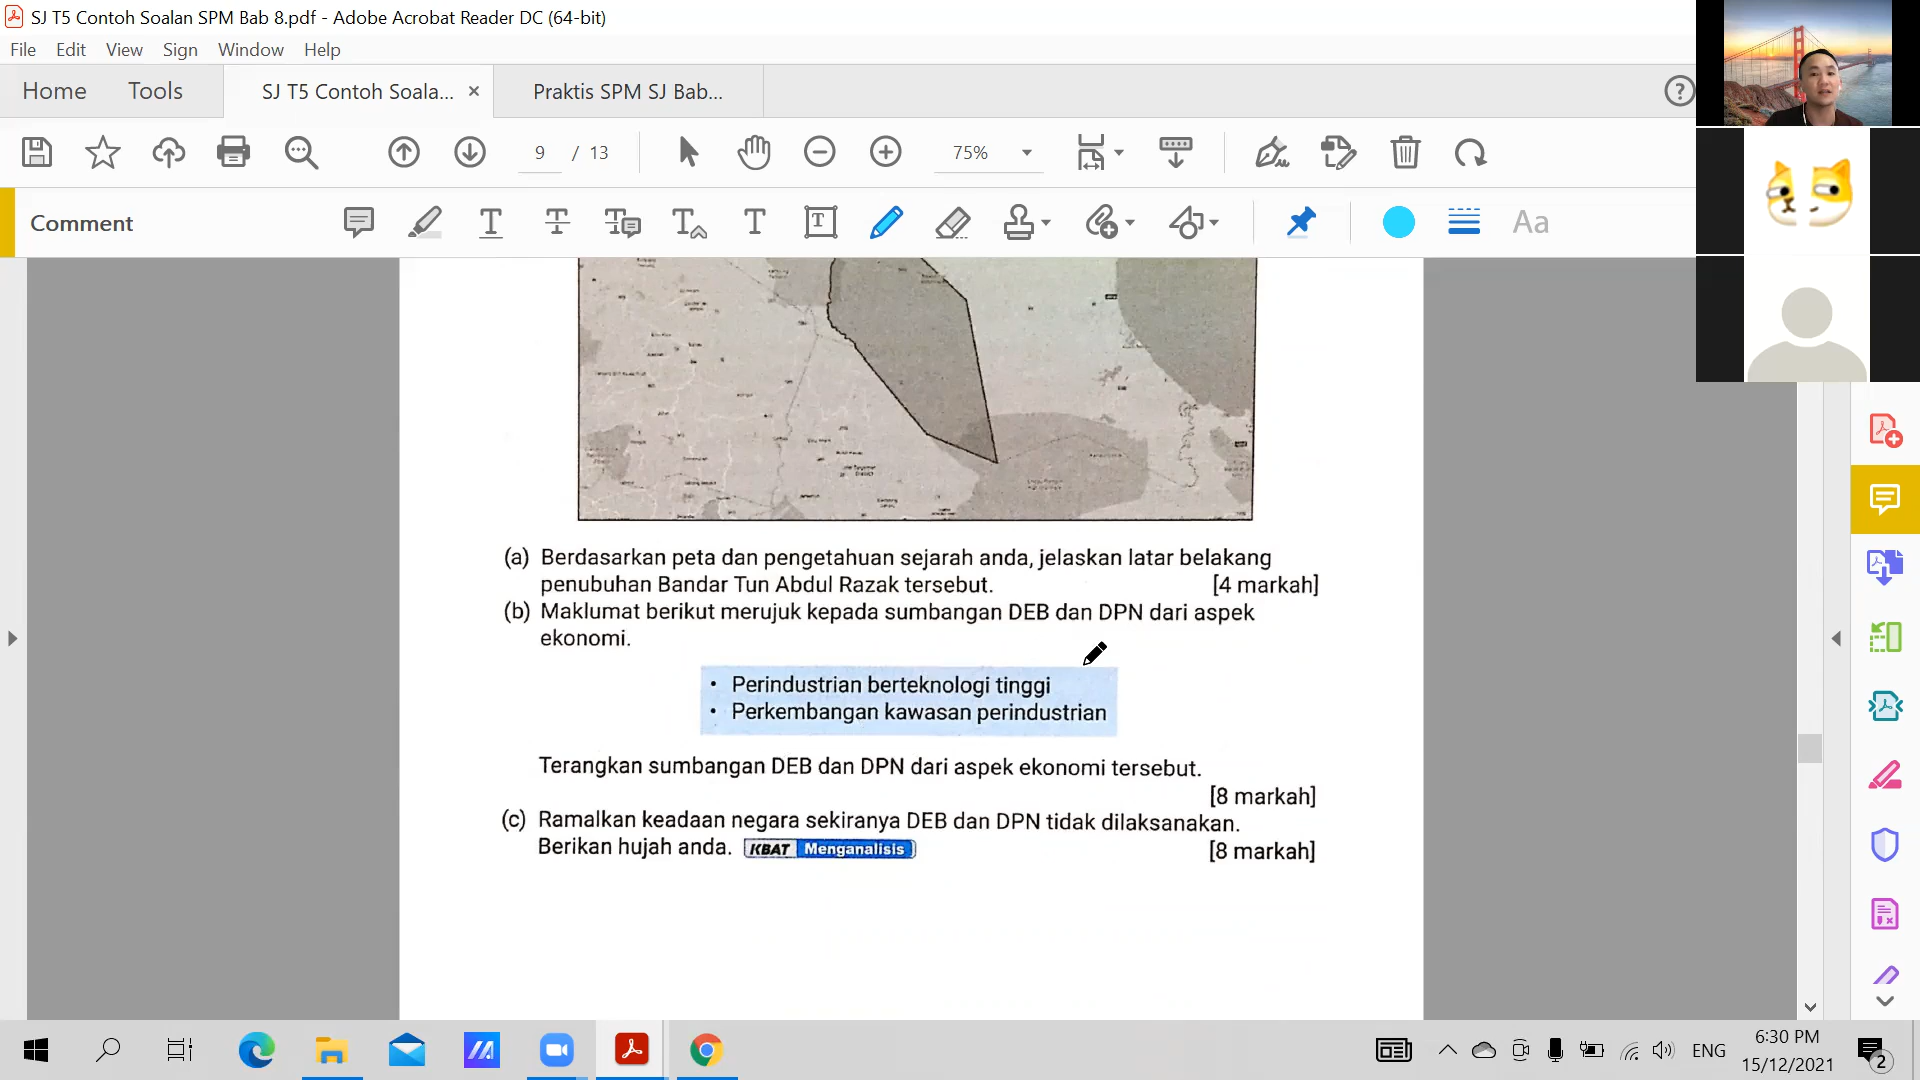 SJ T5 Contoh Soalan SPM Bab 8.pdf - Adobe Acrobat Reader DC (64-bit)
File Edit View Sign Window Help
Home Tools SJ T5 Contoh Soala... × Praktis SPM SJ Bab...
9 / 13 75%
Comment Aa
(a) Berdasarkan peta dan pengetahuan sejarah anda, jelaskan latar belakang
penubuhan Bandar Tun Abdul Razak tersebut. [4 markah]
(b) Maklumat berikut merujuk kepada sumbangan DEB dan DPN dari aspek
ekonomi.
• Perindustrian berteknologi tinggi
• Perkembangan kawasan perindustrian
Terangkan sumbangan DEB dan DPN dari aspek ekonomi tersebut.
[8 markah]
(c) Ramalkan keadaan negara sekiranya DEB dan DPN tidak dilaksanakan.
Berikan hujah anda. KBAT Menganalisis [8 markah]
ENG
6:30 PM
15/12/2021
2